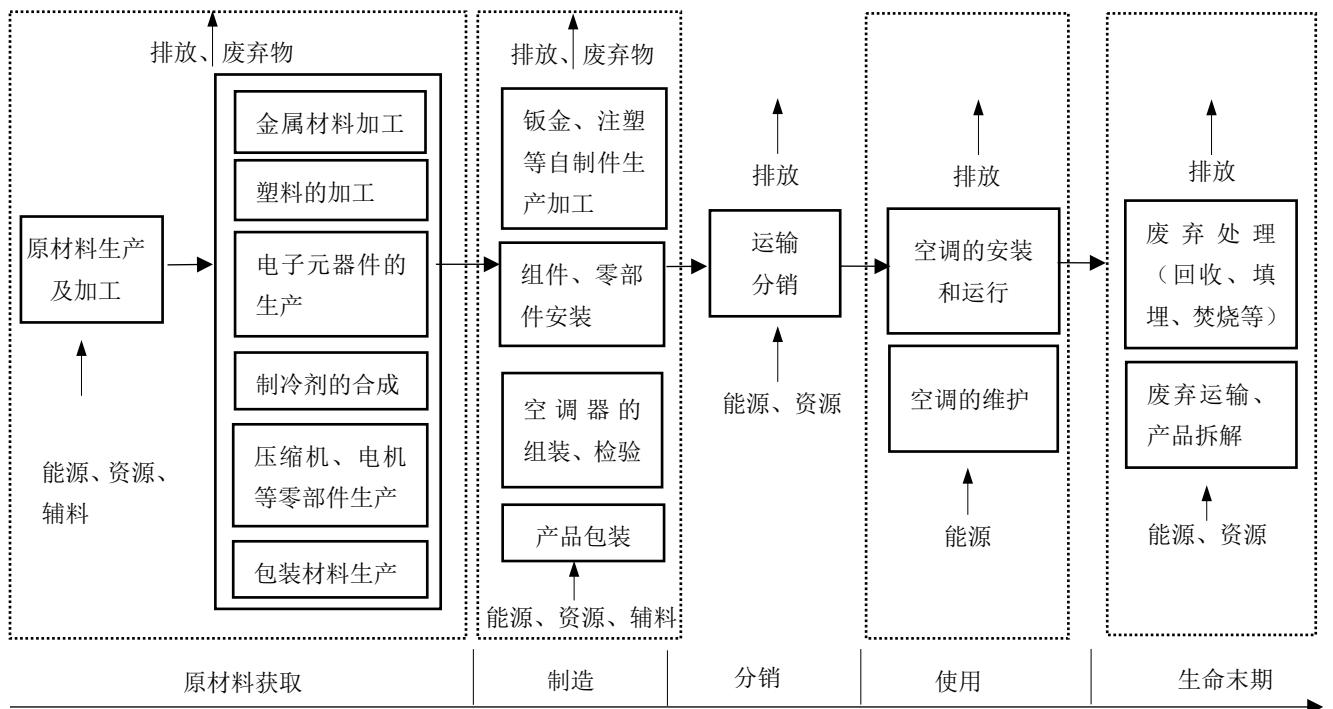 排放、废弃物
原材料生产
及加工
能源、资源、
辅料
金属材料加工
塑料的加工
电子元器件的
生产
制冷剂的合成
压缩机、电机
等零部件生产
包装材料生产
排放、废弃物
钣金、注塑
等自制件生
产加工
组件、零部
件安装
空调器的
组装、检验
产品包装
能源、资源、辅料
排放
运输
分销
能源、资源
排放
空调的安装
和运行
空调的维护
能源
排放
废弃处理
（回收、填
埋、焚烧等）
废弃运输、
产品拆解
能源、资源
原材料获取
制造
分销
使用
生命末期